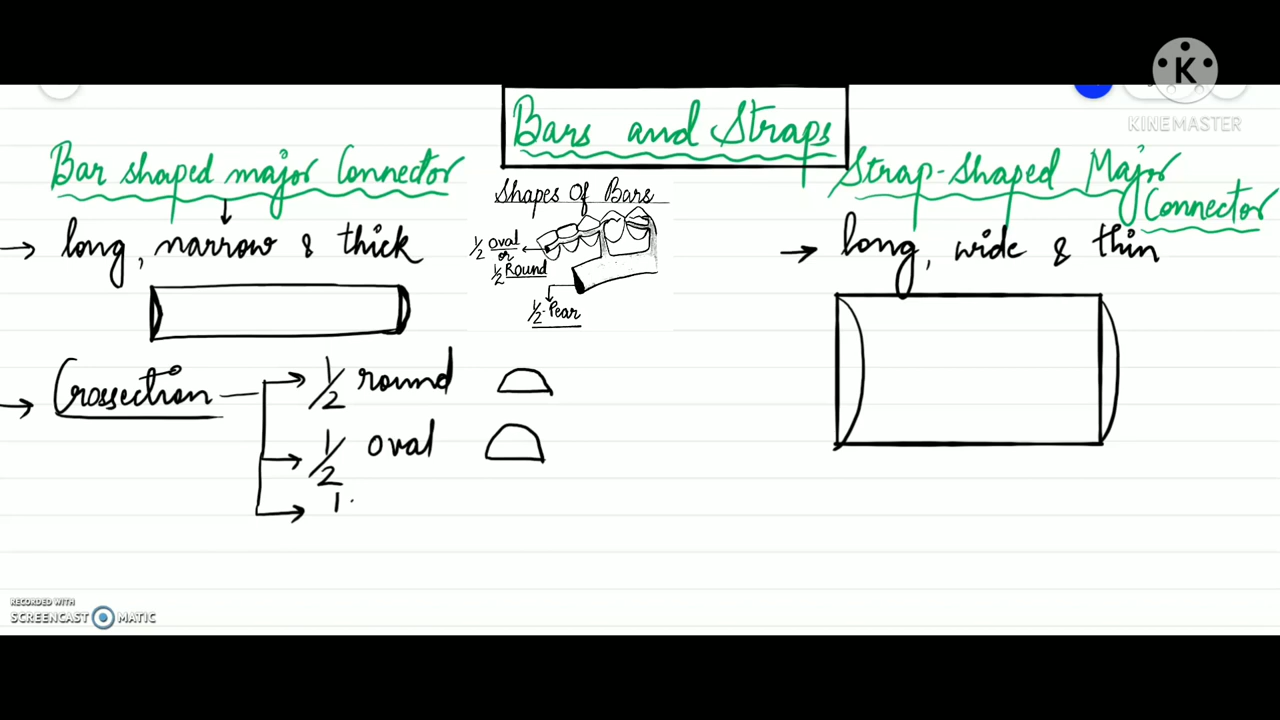 Bars and Straps
K
KINEMASTER
Bar shaped major Connector
→ long, narrow & thick
Shapes Of Bars
1/2 Oval
or
1/2 Round
1/2-Pear
Strap-Shaped Major
Connector
→ long, wide & thin
→ Crossection → 1/2 round
→ 1/2 oval
→ 1
RECORDED WITH
SCREENCAST MATIC